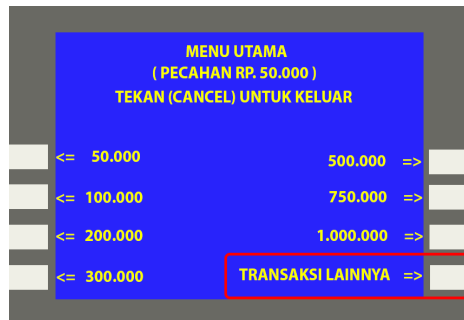 MENU UTAMA
( PECAHAN RP. 50.000 )
TEKAN (CANCEL) UNTUK KELUAR
<= 50.000
500.000 =>
<= 100.000
750.000 =>
<= 200.000
1.000.000 =>
<= 300.000
TRANSAKSI LAINNYA =>